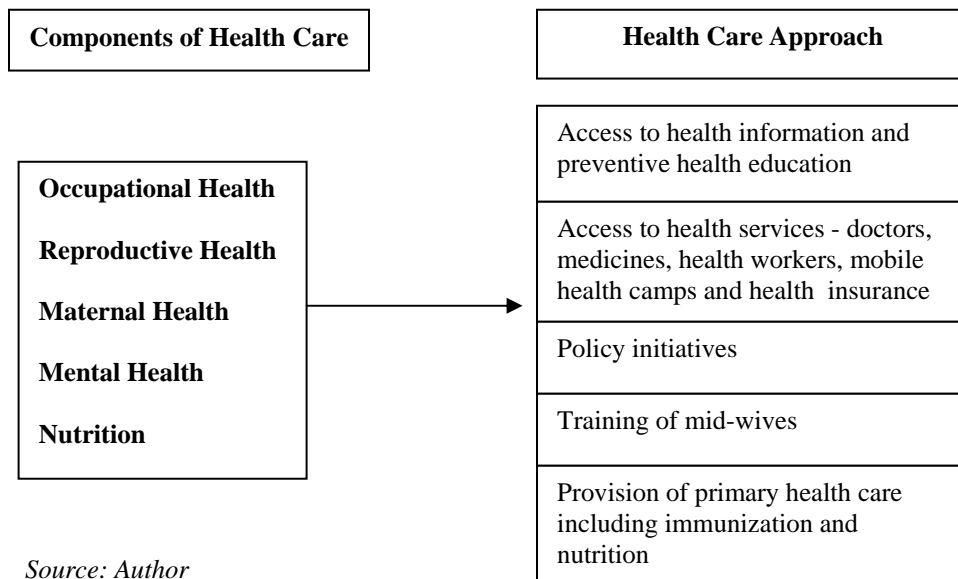 Components of Health Care
Health Care Approach
Occupational Health
Reproductive Health
Maternal Health
Mental Health
Nutrition
Access to health information and
preventive health education
Access to health services - doctors,
medicines, health workers, mobile
health camps and health insurance
Policy initiatives
Training of mid-wives
Provision of primary health care
including immunization and
nutrition
Source: Author